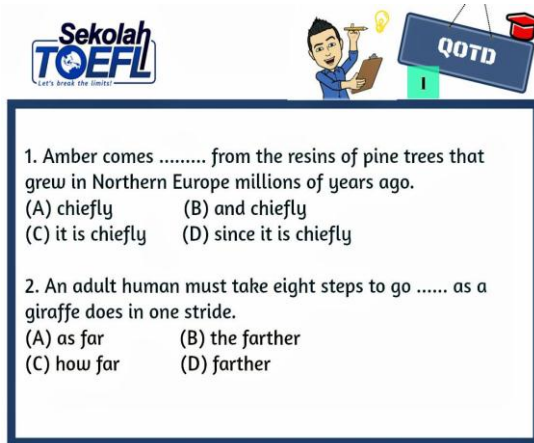 Sekolah
TOEFL
Let's break the limits!
QOTD
I
1. Amber comes ......... from the resins of pine trees that
grew in Northern Europe millions of years ago.
(A) chiefly (B) and chiefly
(C) it is chiefly (D) since it is chiefly
2. An adult human must take eight steps to go ...... as a
giraffe does in one stride.
(A) as far (B) the farther
(C) how far (D) farther